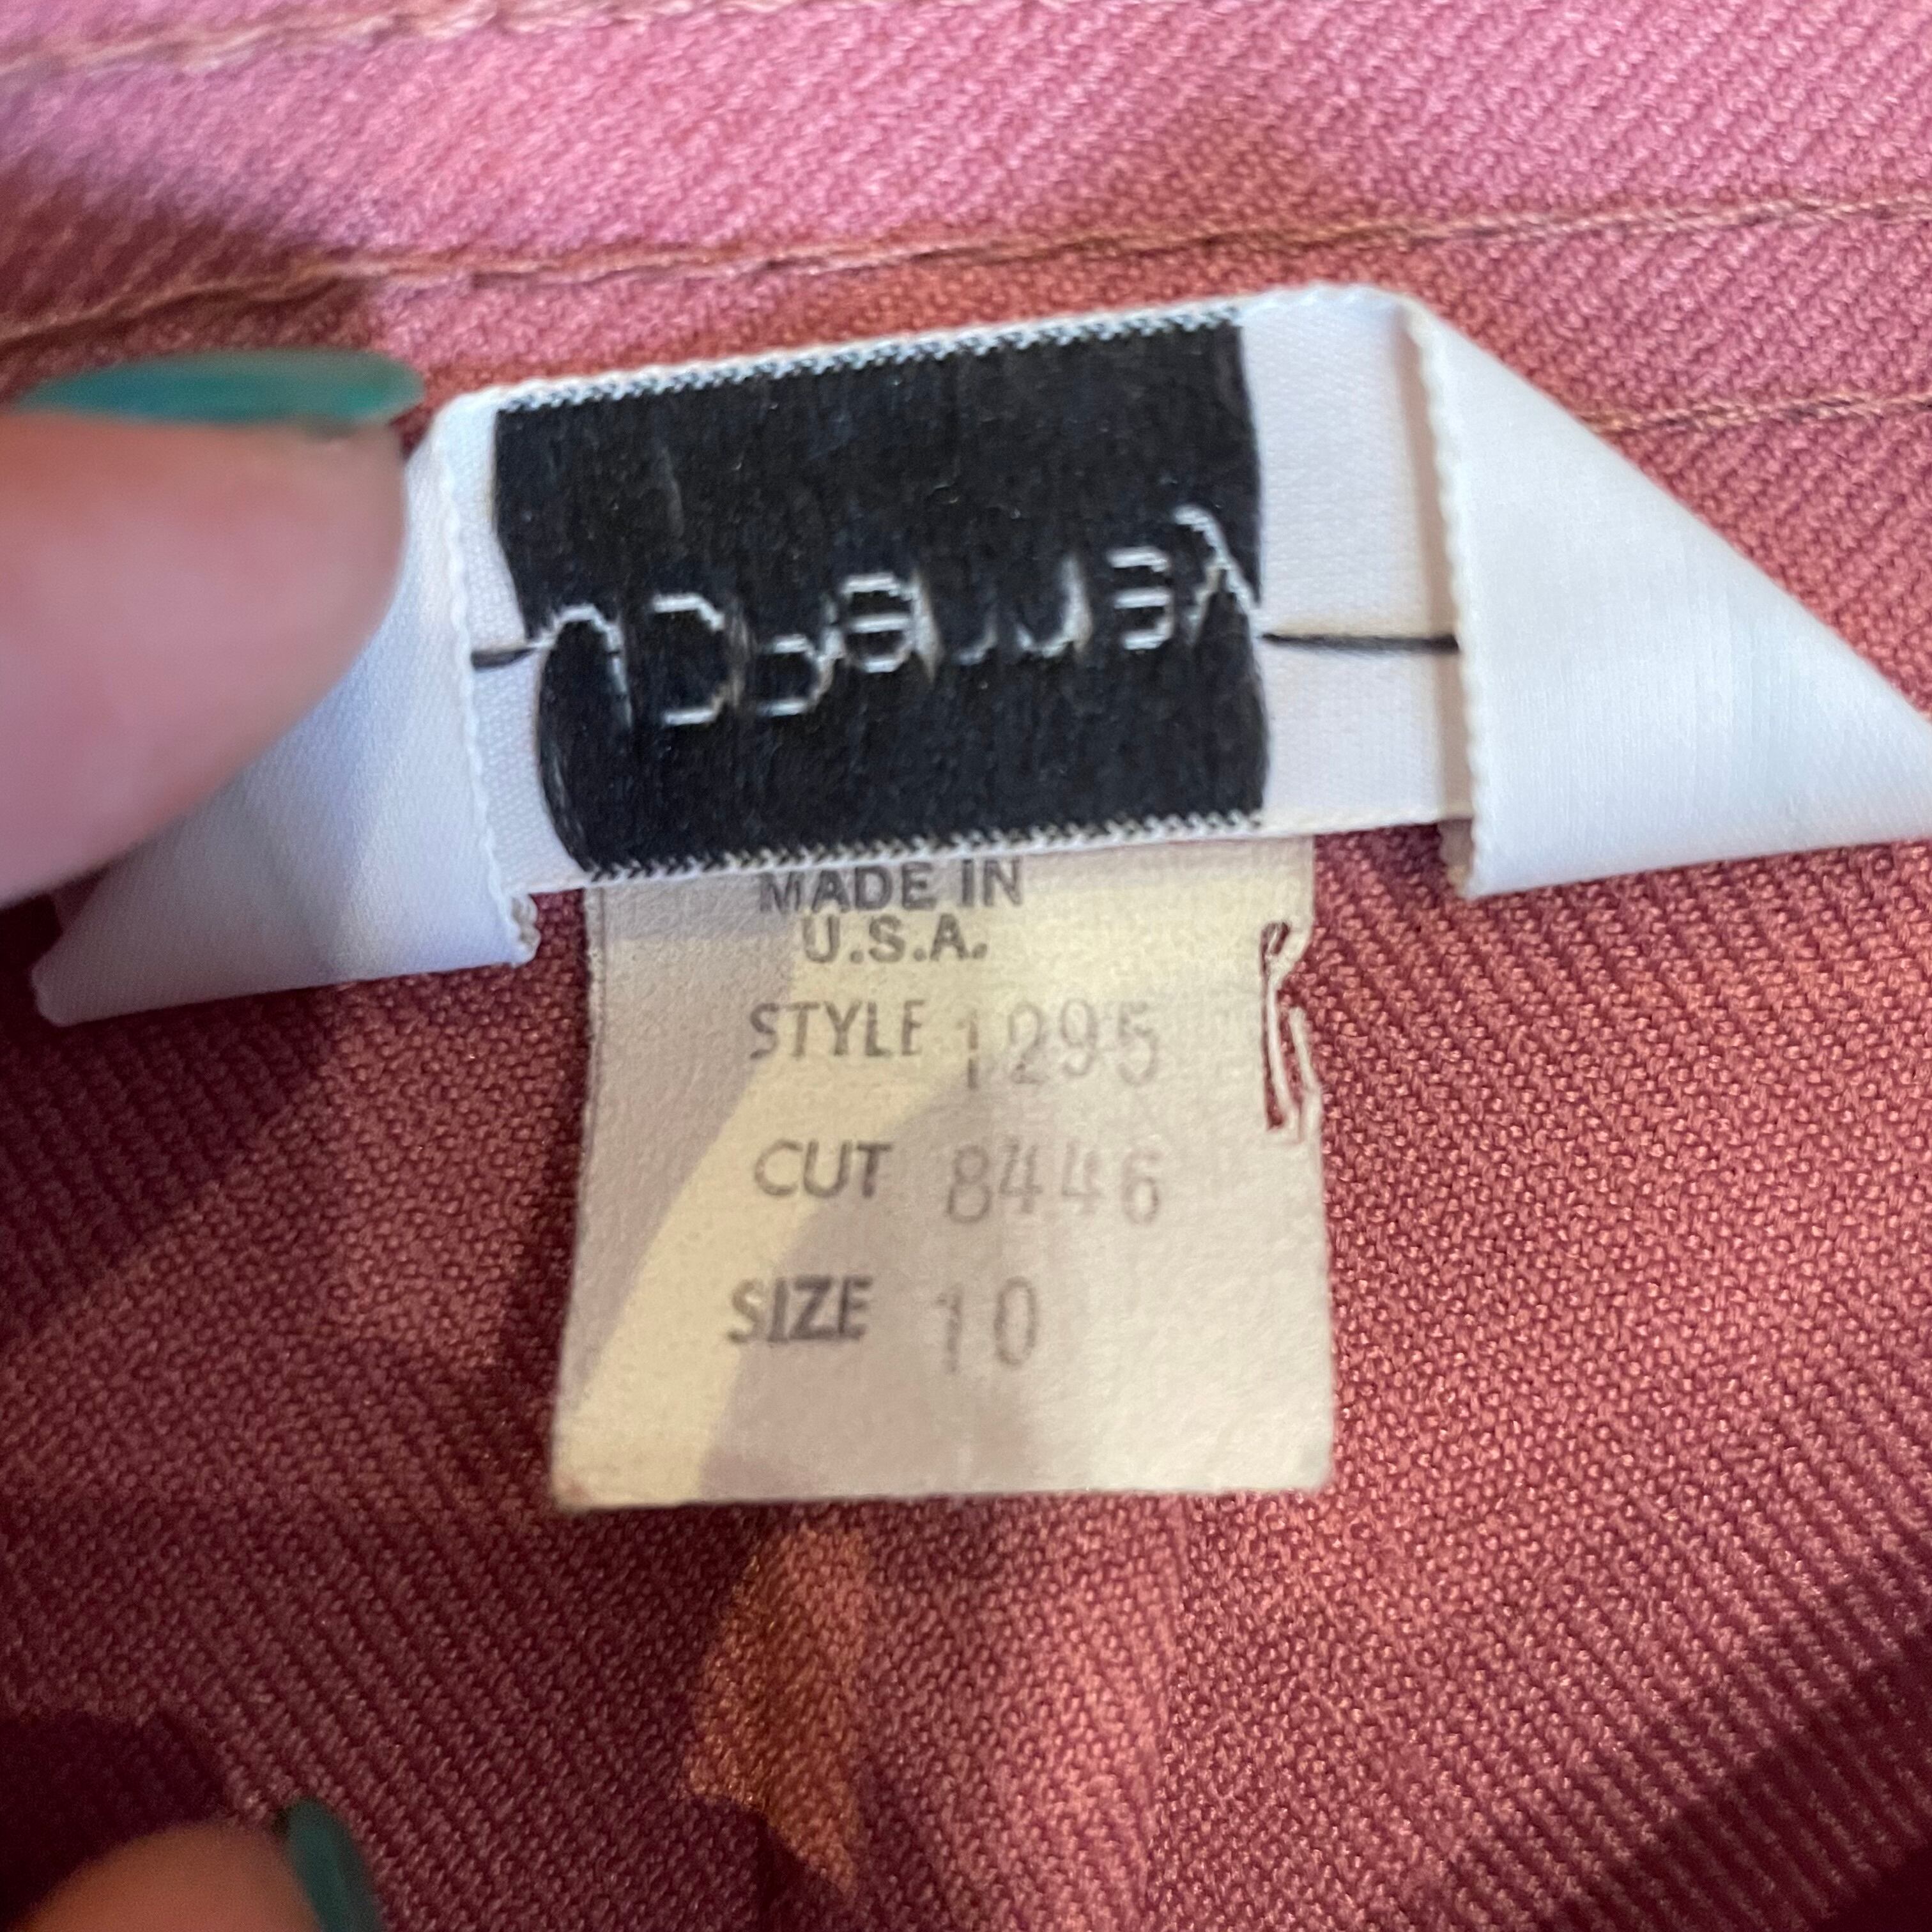 MADE IN
U.S.A.
STYLE 1295
CUT 8446
SIZE 10